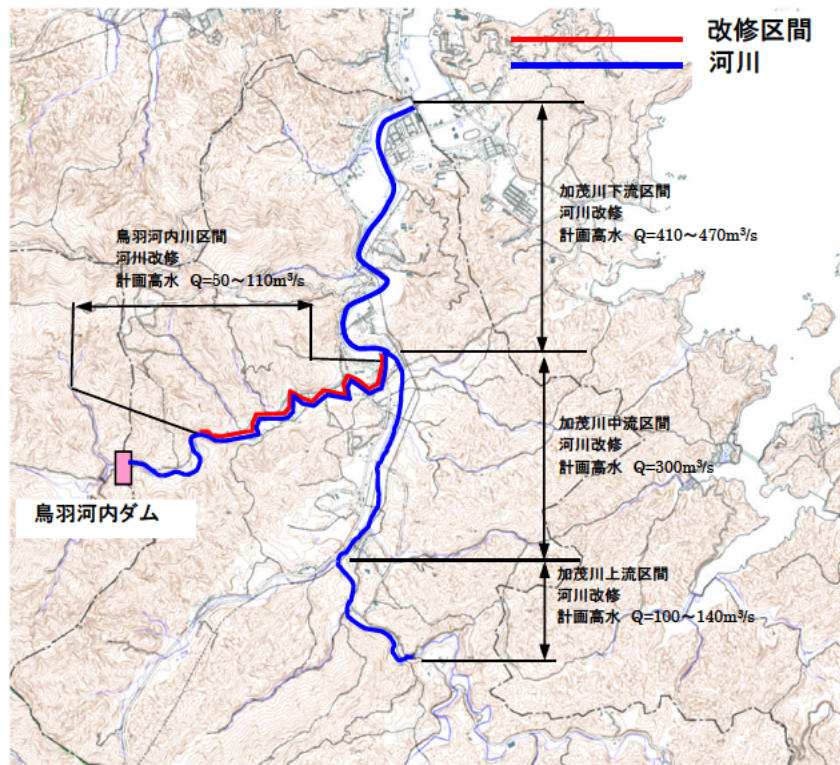 改修区間
河川
加茂川下流区間
河川改修
計画高水 Q=410～470m³/s
鳥羽河内川区間
河州改修
計画高水 Q=50～110m³/s
加茂川中流区間
河川改修
計画高水 Q=300m³/s
鳥羽河内ダム
加茂川上流区間
河川改修
計画高水 Q=100～140m³/s